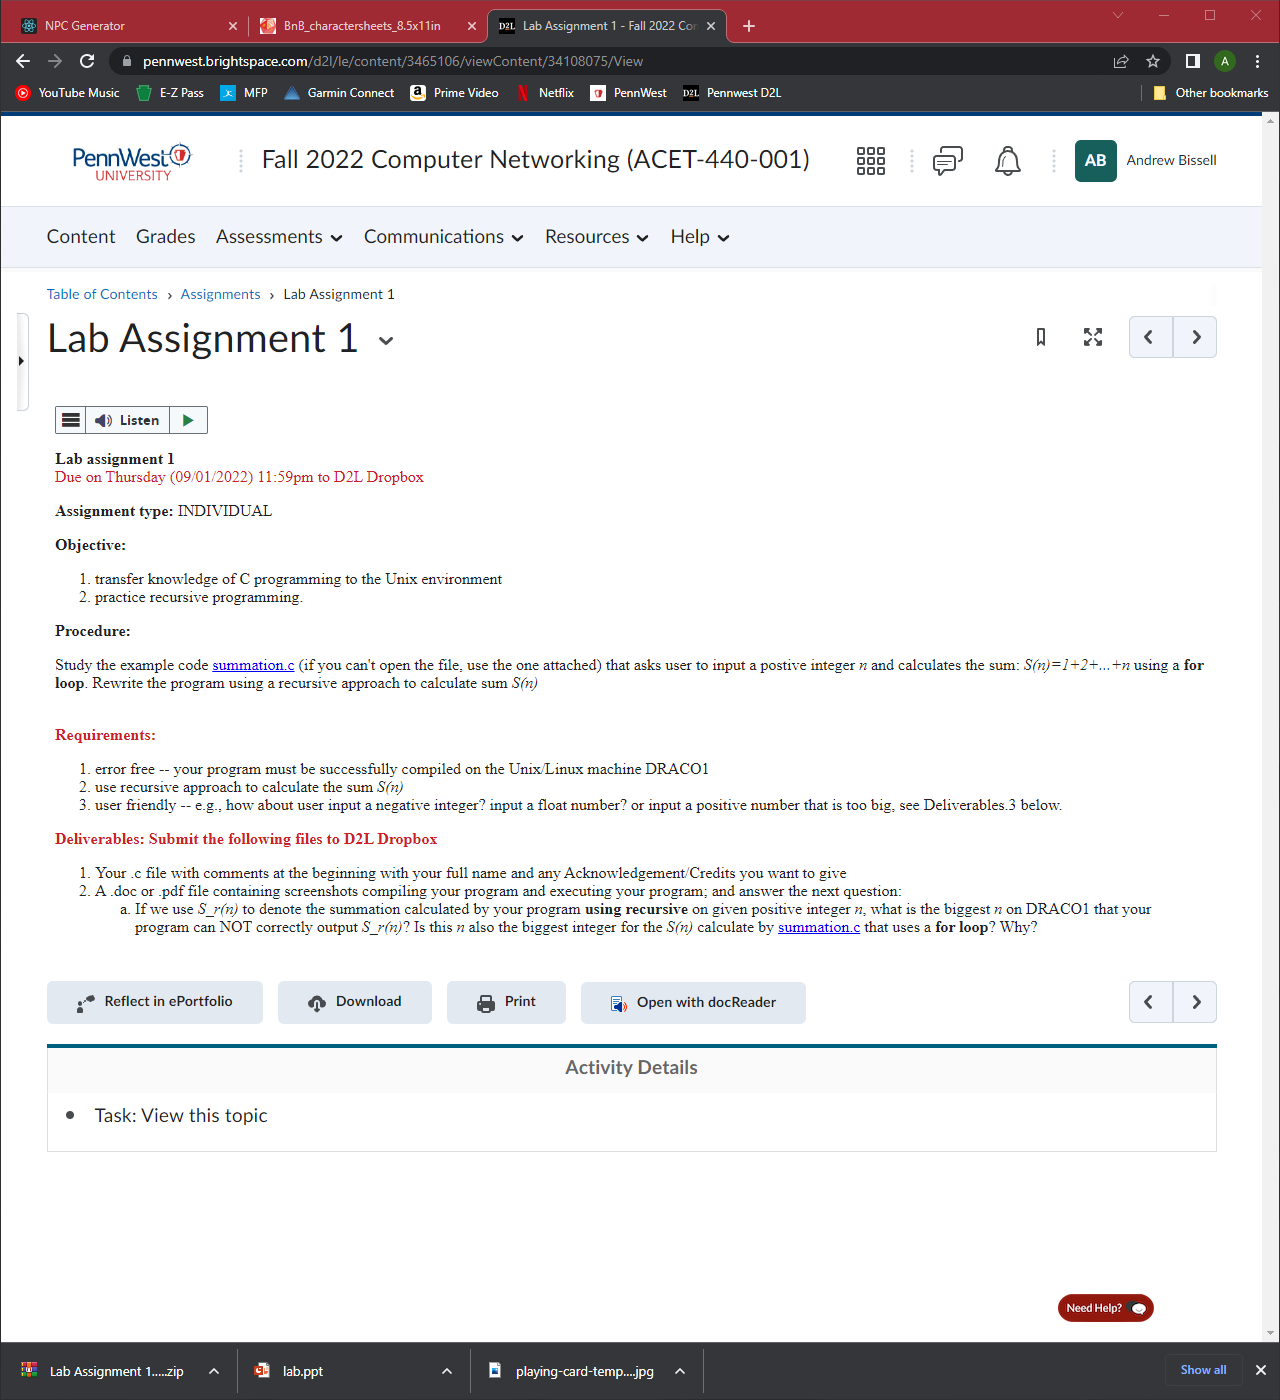 NPC Generator
BnB_charactersheets_8.5x11in
D2L Lab Assignment 1 - Fall 2022 Com
pennwest.brightspace.com/d2l/le/content/3465106/viewContent/34108075/View
A
YouTube Music
E-Z Pass
MFP
Garmin Connect
Prime Video
Netflix
PennWest
D2L Pennwest D2L
Other bookmarks
PennWest
UNIVERSITY
Fall 2022 Computer Networking (ACET-440-001)
AB
Andrew Bissell
Content
Grades
Assessments
Communications
Resources
Help
Table of Contents › Assignments › Lab Assignment 1
Lab Assignment 1
Listen
Lab assignment 1
Due on Thursday (09/01/2022) 11:59pm to D2L Dropbox
Assignment type: INDIVIDUAL
Objective:
1. transfer knowledge of C programming to the Unix environment
2. practice recursive programming.
Procedure:
Study the example code summation.c (if you can't open the file, use the one attached) that asks user to input a postive integer n and calculates the sum: S(n)=1+2+...+n using a for
loop. Rewrite the program using a recursive approach to calculate sum S(n)
Requirements:
1. error free -- your program must be successfully compiled on the Unix/Linux machine DRACO1
2. use recursive approach to calculate the sum S(n)
3. user friendly -- e.g., how about user input a negative integer? input a float number? or input a positive number that is too big, see Deliverables.3 below.
Deliverables: Submit the following files to D2L Dropbox
1. Your .c file with comments at the beginning with your full name and any Acknowledgement/Credits you want to give
2. A .doc or .pdf file containing screenshots compiling your program and executing your program; and answer the next question:
a. If we use S_r(n) to denote the summation calculated by your program using recursive on given positive integer n, what is the biggest n on DRACO1 that your
program can NOT correctly output S_r(n)? Is this n also the biggest integer for the S(n) calculate by summation.c that uses a for loop? Why?
Reflect in ePortfolio
Download
Print
Open with docReader
Activity Details
Task: View this topic
Need Help?
Lab Assignment 1.....zip
lab.ppt
playing-card-temp....jpg
Show all